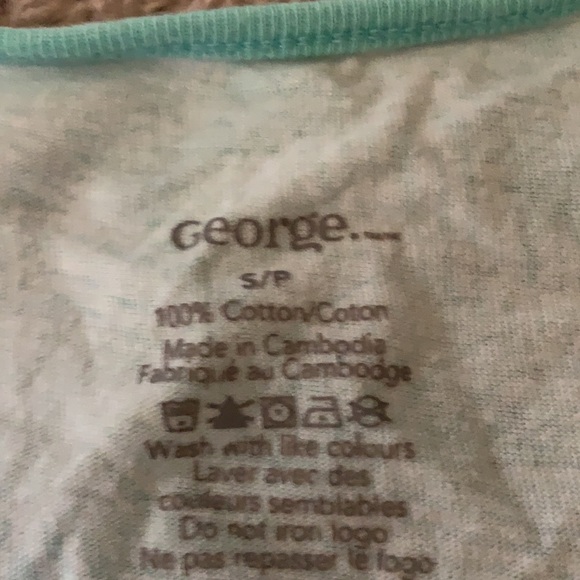 George.
S/P
100% Cotton/Coton
Made in Cambodia
Fabriqué au Cambodge
Wash with like colours
Laver avec des
couleurs semblables
Do not iron logo
Ne pas repasser le logo